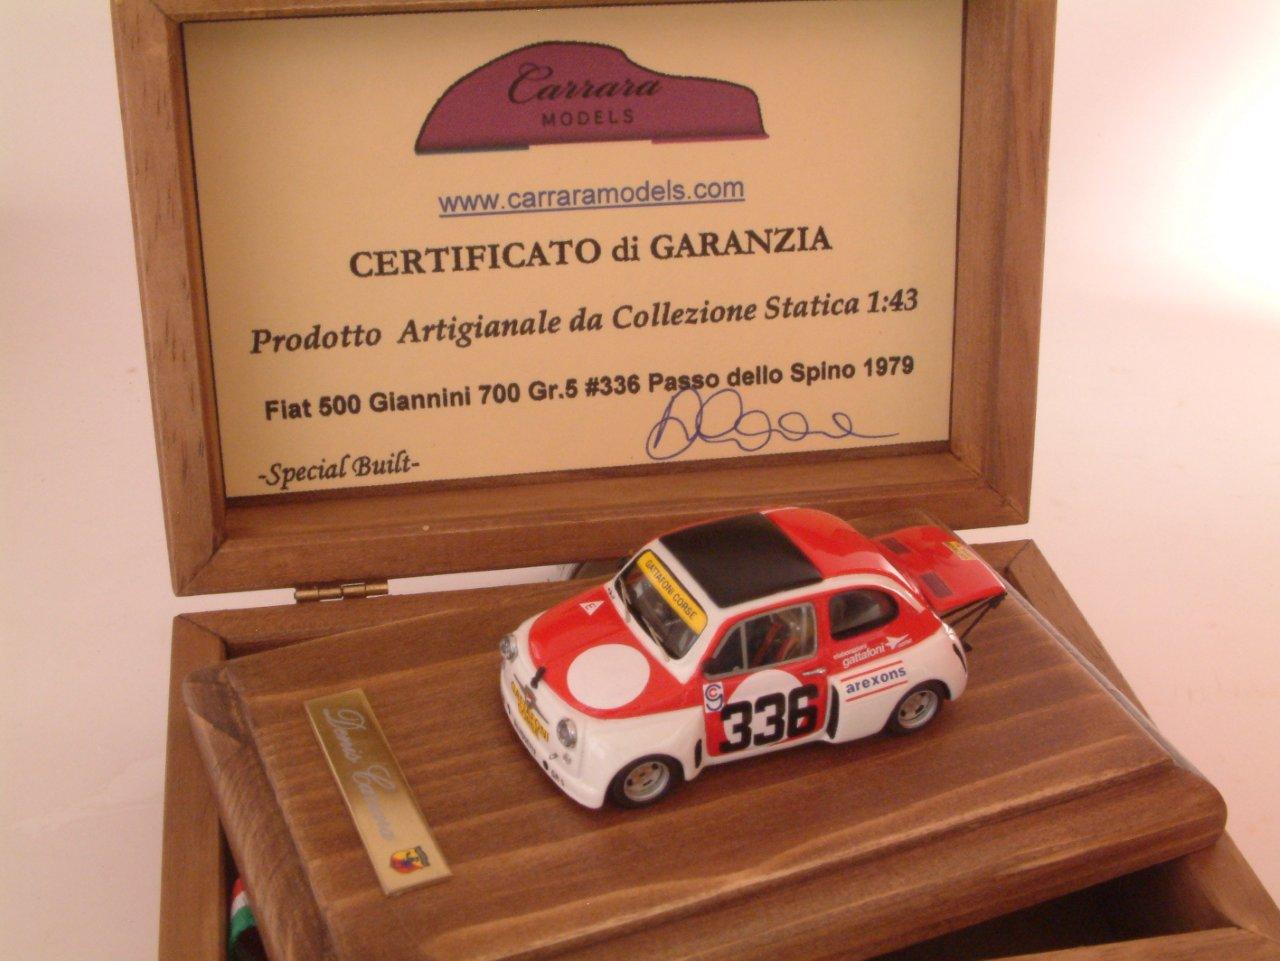 Carrara
MODELS
www.carraramodels.com
CERTIFICATO di GARANZIA
Prodotto Artigianale da Collezione Statica 1:43
Fiat 500 Giannini 700 Gr.5 #336 Passo dello Spino 1979
-Special Built-
GATTAFONI CORSE
E
elaborazioni
gattafoni
arexons
336